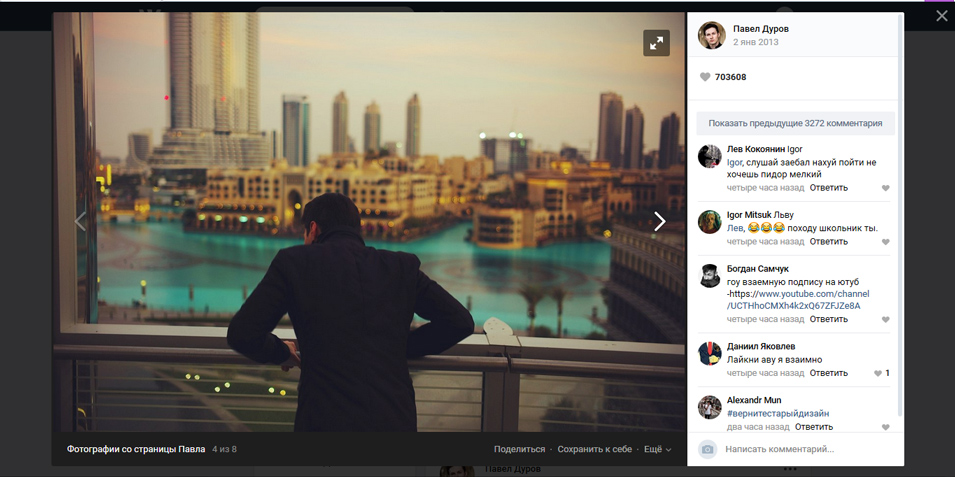 Павел Дуров
2 янв 2013
703608
Показать предыдущие 3272 комментария
Лев Кокоянин Igor
Igor, слушай заебал нахуй пойти не
хочешь пидор мелкий
четыре часа назад Ответить
Igor Mitsuk Льву
Лев, 😂😂😂 походу школьник ты.
четыре часа назад Ответить
Богдан Самчук
гоу взаемную подпису на ютуб
-https://www.youtube.com/channel
/UCTHhoCMXh4k2xQ67ZFJZe8A
четыре часа назад Ответить
Даниил Яковлев
Лайкни аву я взаимно
четыре часа назад Ответить 1
Alexandr Mun
#вернитестарыйдизайн
два часа назад Ответить
Написать комментарий...
Фотографии со страницы Павла 4 из 8
Поделиться · Сохранить к себе · Ещё
Павел Дуров